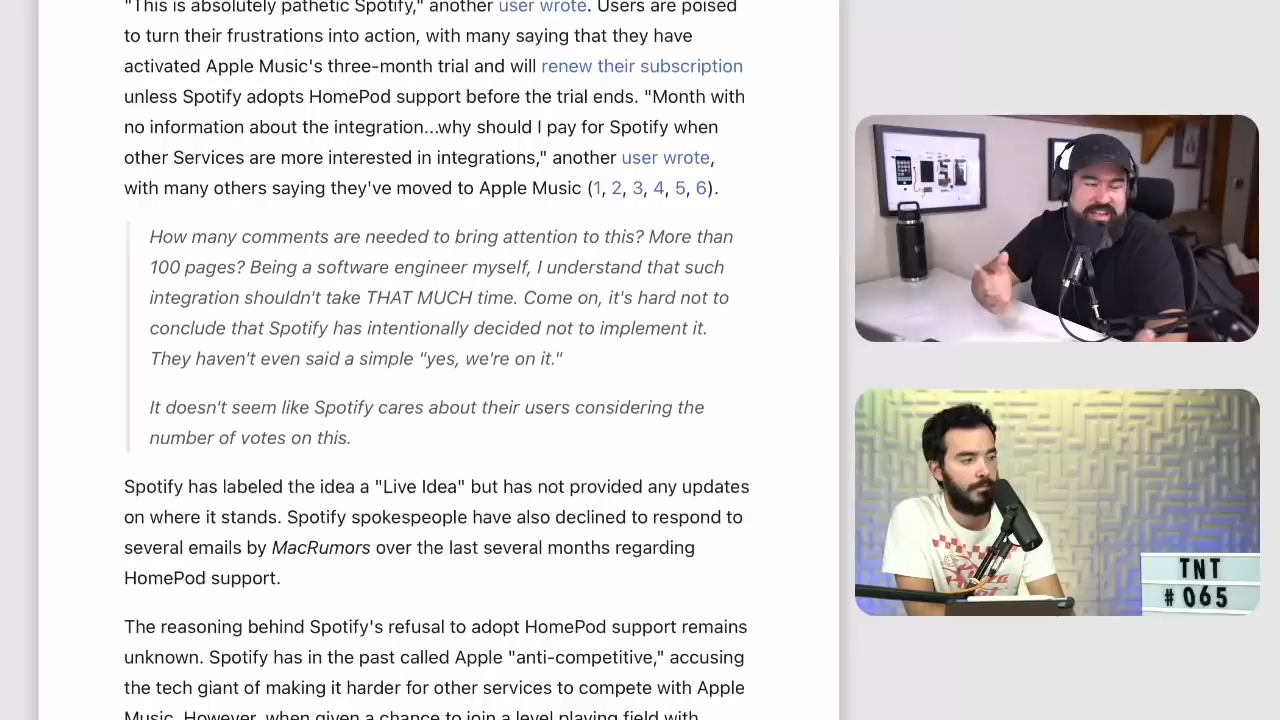 "This is absolutely pathetic Spotify," another user wrote. Users are poised
to turn their frustrations into action, with many saying that they have
activated Apple Music's three-month trial and will renew their subscription
unless Spotify adopts HomePod support before the trial ends. "Month with
no information about the integration...why should I pay for Spotify when
other Services are more interested in integrations," another user wrote,
with many others saying they've moved to Apple Music (1, 2, 3, 4, 5, 6).
How many comments are needed to bring attention to this? More than
100 pages? Being a software engineer myself, I understand that such
integration shouldn't take THAT MUCH time. Come on, it's hard not to
conclude that Spotify has intentionally decided not to implement it.
They haven't even said a simple "yes, we're on it."
It doesn't seem like Spotify cares about their users considering the
number of votes on this.
Spotify has labeled the idea a "Live Idea" but has not provided any updates
on where it stands. Spotify spokespeople have also declined to respond to
several emails by MacRumors over the last several months regarding
HomePod support.
The reasoning behind Spotify's refusal to adopt HomePod support remains
unknown. Spotify has in the past called Apple "anti-competitive," accusing
the tech giant of making it harder for other services to compete with Apple
Music. However, when given a chance to join a level playing field with
TNT
#065